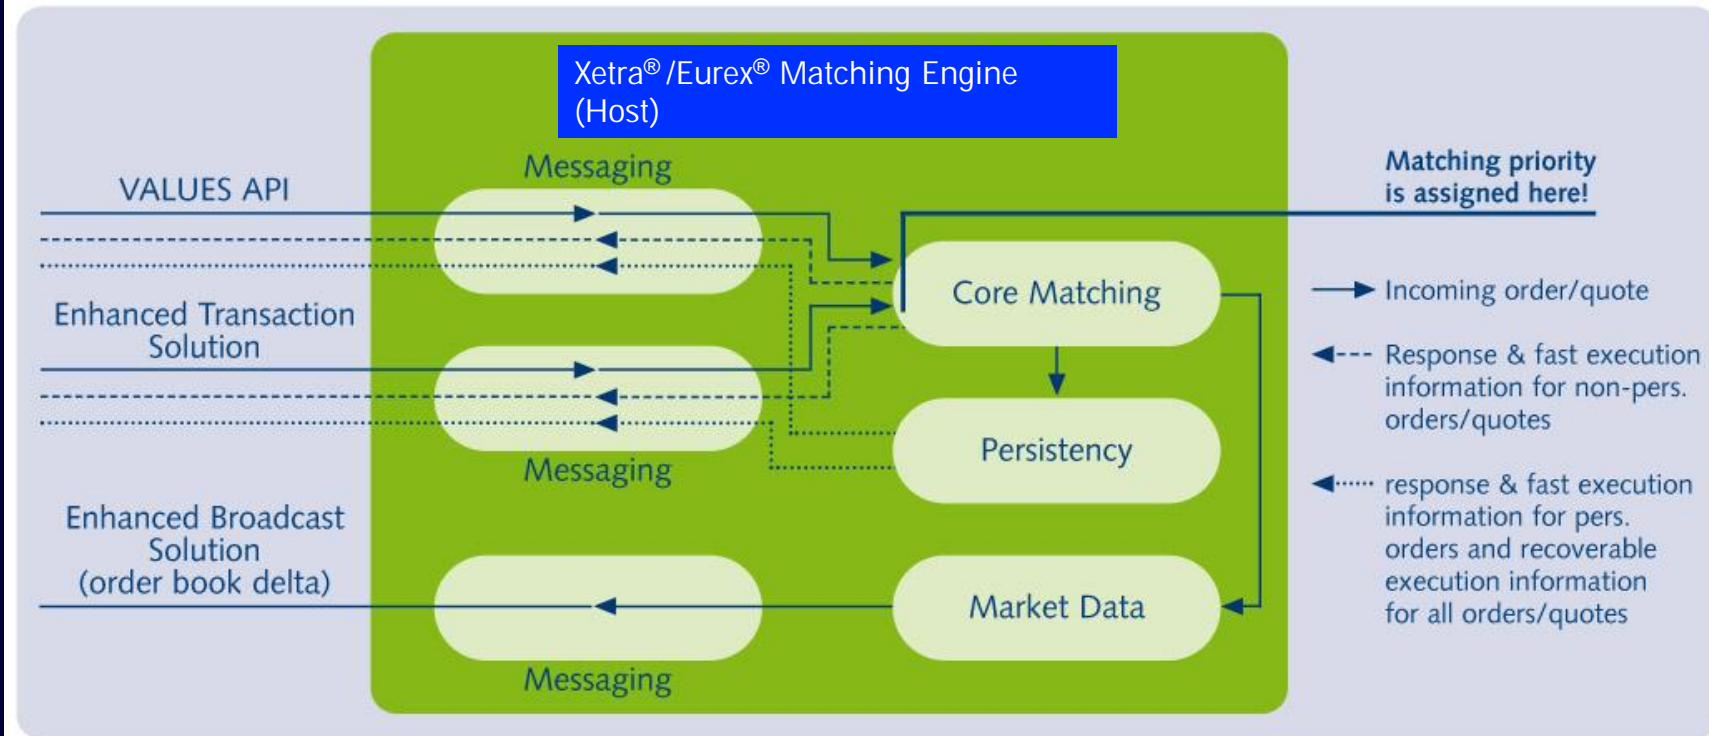 Xetra® /Eurex® Matching Engine
(Host)
Messaging
VALUES API
Matching priority
is assigned here!
Core Matching
Incoming order/quote
Enhanced Transaction
Solution
Response & fast execution
information for non-pers.
orders/quotes
Persistency
Messaging
response & fast execution
information for pers.
orders and recoverable
execution information
for all orders/quotes
Enhanced Broadcast
Solution
(order book delta)
Market Data
Messaging